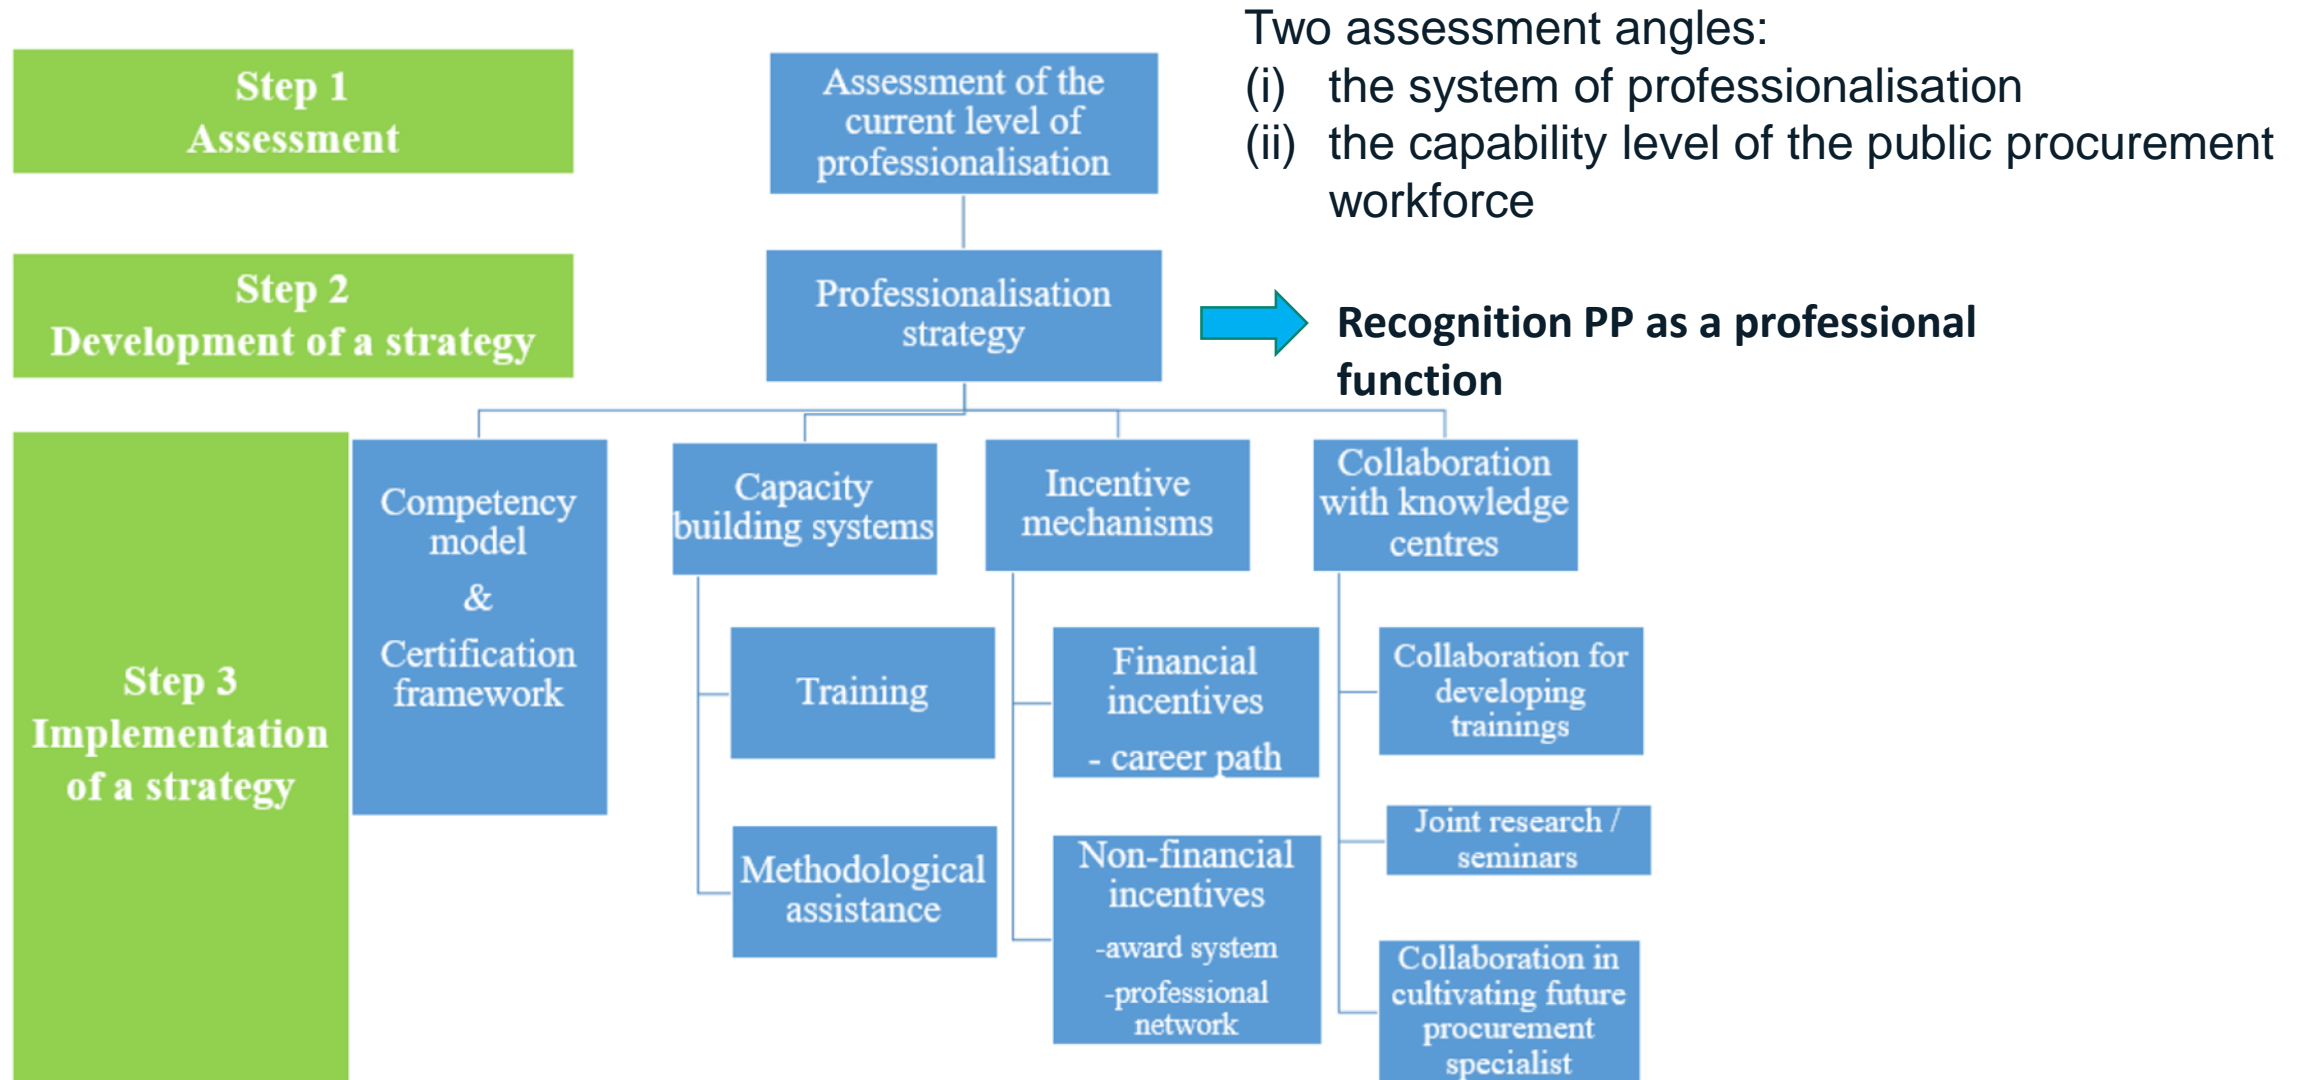 Step 1
Assessment
Assessment of the
current level of
professionalisation
Two assessment angles:
(i) the system of professionalisation
(ii) the capability level of the public procurement
workforce
Step 2
Development of a strategy
Professionalisation
strategy
Recognition PP as a professional
function
Step 3
Implementation
of a strategy
Competency
model
&
Certification
framework
Capacity
building systems
Training
Methodological
assistance
Incentive
mechanisms
Financial
incentives
- career path
Non-financial
incentives
-award system
-professional
network
Collaboration
with knowledge
centres
Collaboration for
developing
trainings
Joint research /
seminars
Collaboration in
cultivating future
procurement
specialist